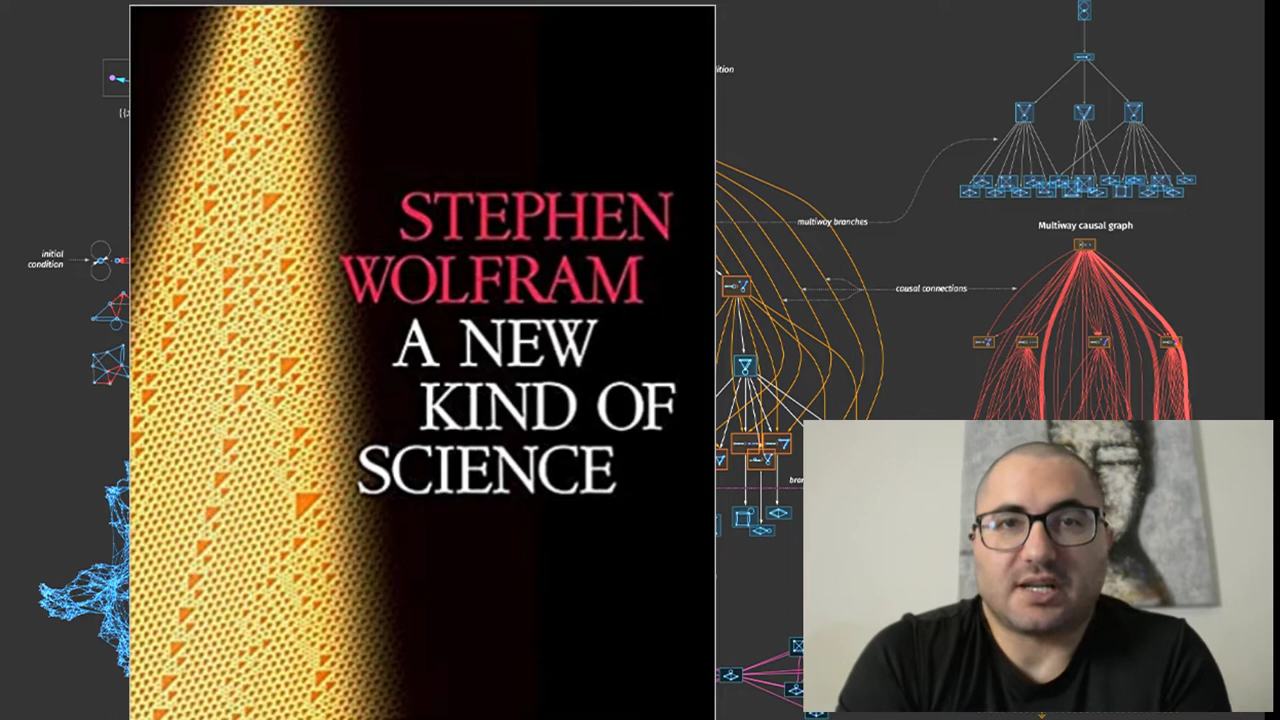 STEPHEN
WOLFRAM
A NEW
KIND OF
SCIENCE
initial
condition
multiway branches
Multiway causal graph
causal connections